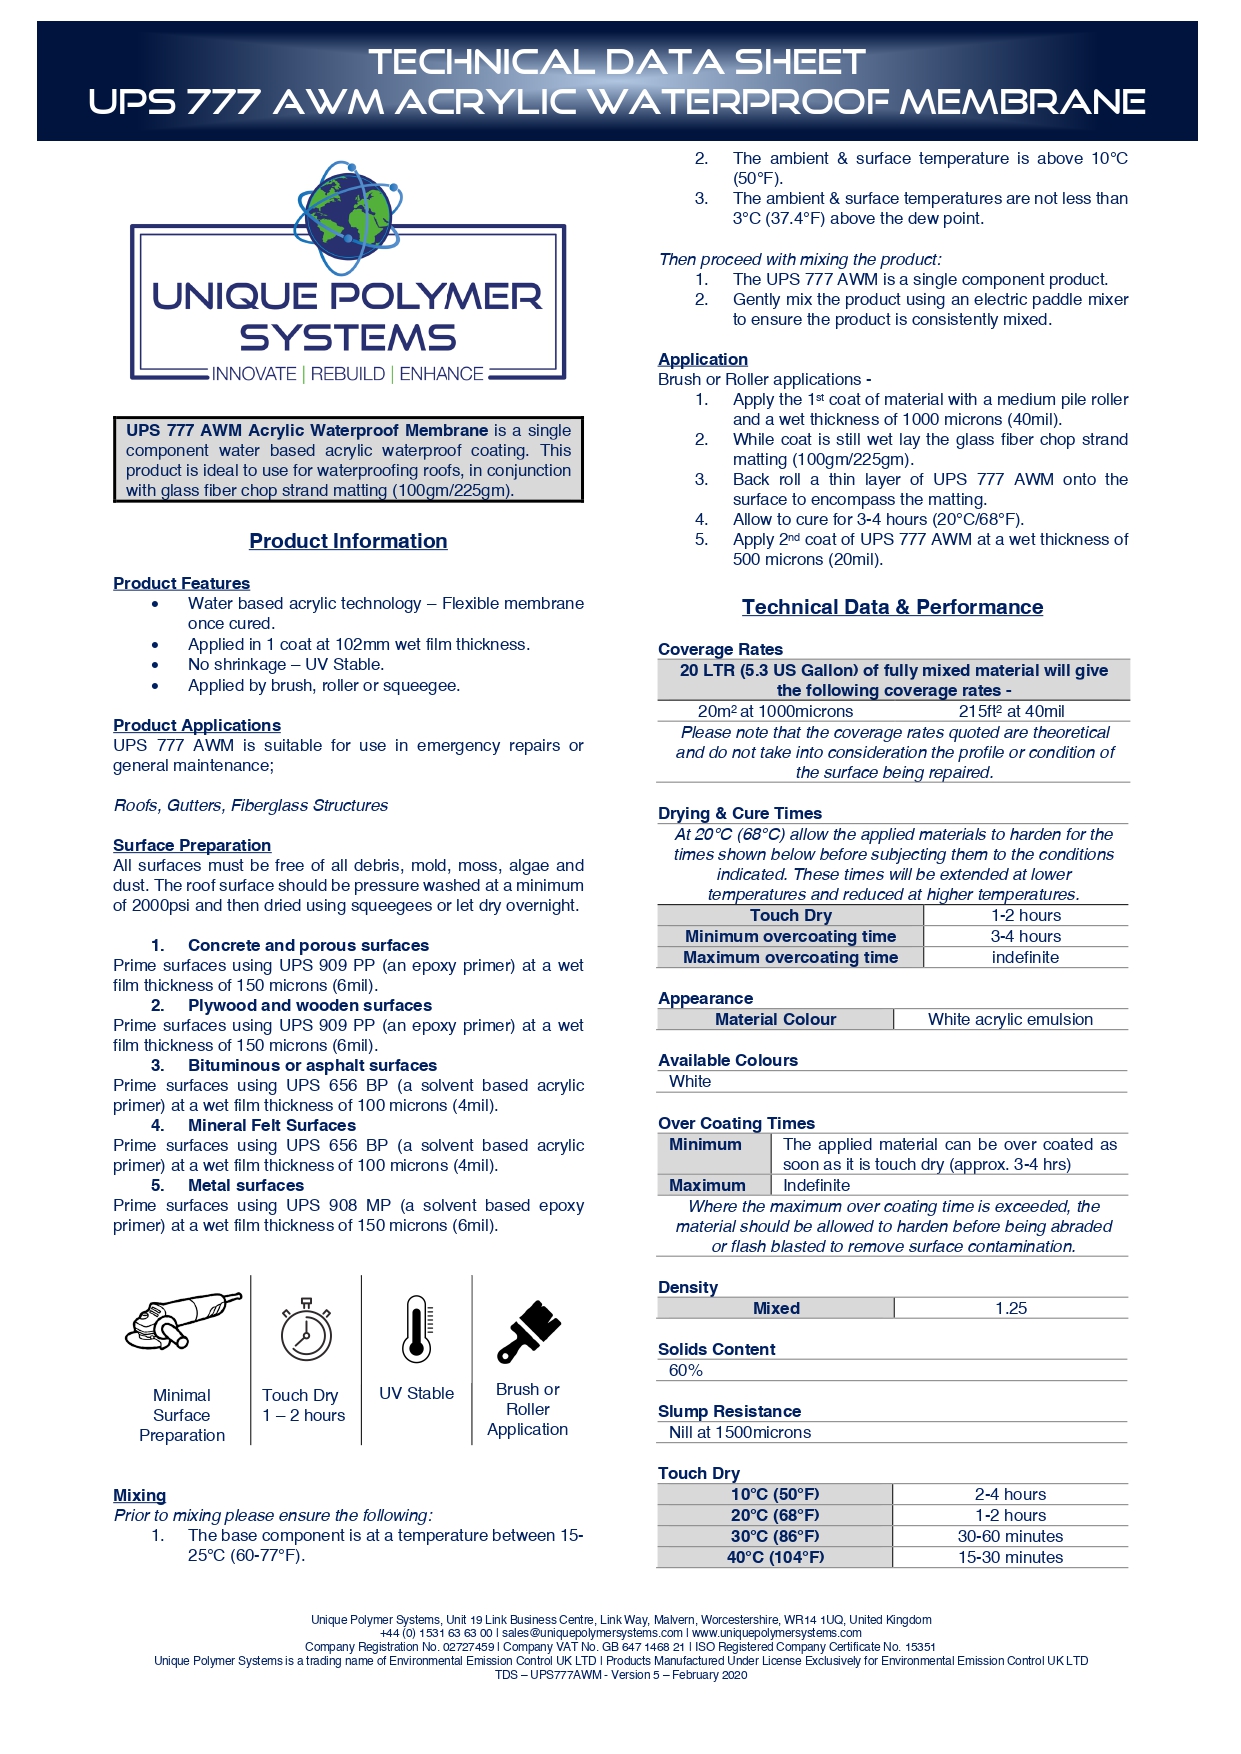 TECHNICAL DATA SHEET
UPS 777 AWM ACRYLIC WATERPROOF MEMBRANE
UNIQUE POLYMER
SYSTEMS
INNOVATE | REBUILD | ENHANCE
UPS 777 AWM Acrylic Waterproof Membrane is a single
component water based acrylic waterproof coating. This
product is ideal to use for waterproofing roofs, in conjunction
with glass fiber chop strand matting (100gm/225gm).
Product Information
Product Features
• Water based acrylic technology – Flexible membrane
once cured.
• Applied in 1 coat at 102mm wet film thickness.
• No shrinkage – UV Stable.
• Applied by brush, roller or squeegee.
Product Applications
UPS 777 AWM is suitable for use in emergency repairs or
general maintenance;
Roofs, Gutters, Fiberglass Structures
Surface Preparation
All surfaces must be free of all debris, mold, moss, algae and
dust. The roof surface should be pressure washed at a minimum
of 2000psi and then dried using squeegees or let dry overnight.
1. Concrete and porous surfaces
Prime surfaces using UPS 909 PP (an epoxy primer) at a wet
film thickness of 150 microns (6mil).
2. Plywood and wooden surfaces
Prime surfaces using UPS 909 PP (an epoxy primer) at a wet
film thickness of 150 microns (6mil).
3. Bituminous or asphalt surfaces
Prime surfaces using UPS 656 BP (a solvent based acrylic
primer) at a wet film thickness of 100 microns (4mil).
4. Mineral Felt Surfaces
Prime surfaces using UPS 656 BP (a solvent based acrylic
primer) at a wet film thickness of 100 microns (4mil).
5. Metal surfaces
Prime surfaces using UPS 908 MP (a solvent based epoxy
primer) at a wet film thickness of 150 microns (6mil).
Minimal
Surface
Preparation
Touch Dry
1 – 2 hours
UV Stable
Brush or
Roller
Application
Mixing
Prior to mixing please ensure the following:
1. The base component is at a temperature between 15-
25°C (60-77°F).
2. The ambient & surface temperature is above 10°C
(50°F).
3. The ambient & surface temperatures are not less than
3°C (37.4°F) above the dew point.
Then proceed with mixing the product:
1. The UPS 777 AWM is a single component product.
2. Gently mix the product using an electric paddle mixer
to ensure the product is consistently mixed.
Application
Brush or Roller applications -
1. Apply the 1st coat of material with a medium pile roller
and a wet thickness of 1000 microns (40mil).
2. While coat is still wet lay the glass fiber chop strand
matting (100gm/225gm).
3. Back roll a thin layer of UPS 777 AWM onto the
surface to encompass the matting.
4. Allow to cure for 3-4 hours (20°C/68°F).
5. Apply 2nd coat of UPS 777 AWM at a wet thickness of
500 microns (20mil).
Technical Data & Performance
Coverage Rates
20 LTR (5.3 US Gallon) of fully mixed material will give
the following coverage rates -
20m² at 1000microns 215ft² at 40mil
Please note that the coverage rates quoted are theoretical
and do not take into consideration the profile or condition of
the surface being repaired.
Drying & Cure Times
At 20°C (68°C) allow the applied materials to harden for the
times shown below before subjecting them to the conditions
indicated. These times will be extended at lower
temperatures and reduced at higher temperatures.
Touch Dry 1-2 hours
Minimum overcoating time 3-4 hours
Maximum overcoating time indefinite
Appearance
Material Colour White acrylic emulsion
Available Colours
White
Over Coating Times
Minimum The applied material can be over coated as
soon as it is touch dry (approx. 3-4 hrs)
Maximum Indefinite
Where the maximum over coating time is exceeded, the
material should be allowed to harden before being abraded
or flash blasted to remove surface contamination.
Density
Mixed 1.25
Solids Content
60%
Slump Resistance
Nill at 1500microns
Touch Dry
10°C (50°F) 2-4 hours
20°C (68°F) 1-2 hours
30°C (86°F) 30-60 minutes
40°C (104°F) 15-30 minutes
Unique Polymer Systems, Unit 19 Link Business Centre, Link Way, Malvern, Worcestershire, WR14 1UQ, United Kingdom
+44 (0) 1531 63 63 00 | sales@uniquepolymersystems.com | www.uniquepolymersystems.com
Company Registration No. 02727459 | Company VAT No. GB 647 1468 21 | ISO Registered Company Certificate No. 15351
Unique Polymer Systems is a trading name of Environmental Emission Control UK LTD | Products Manufactured Under License Exclusively for Environmental Emission Control UK LTD
TDS – UPS777AWM - Version 5 – February 2020